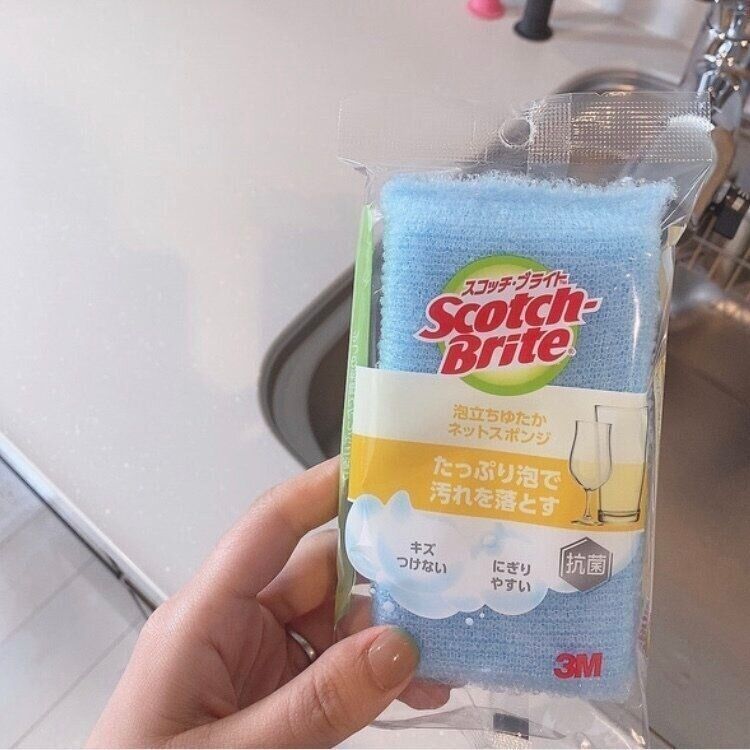 スコッチ・ブライト
Scotch-
Brite
泡立ちゆたか
ネットスポンジ
たっぷり泡で
汚れを落とす
キズ
つけない
にぎり
やすい
抗菌
3M